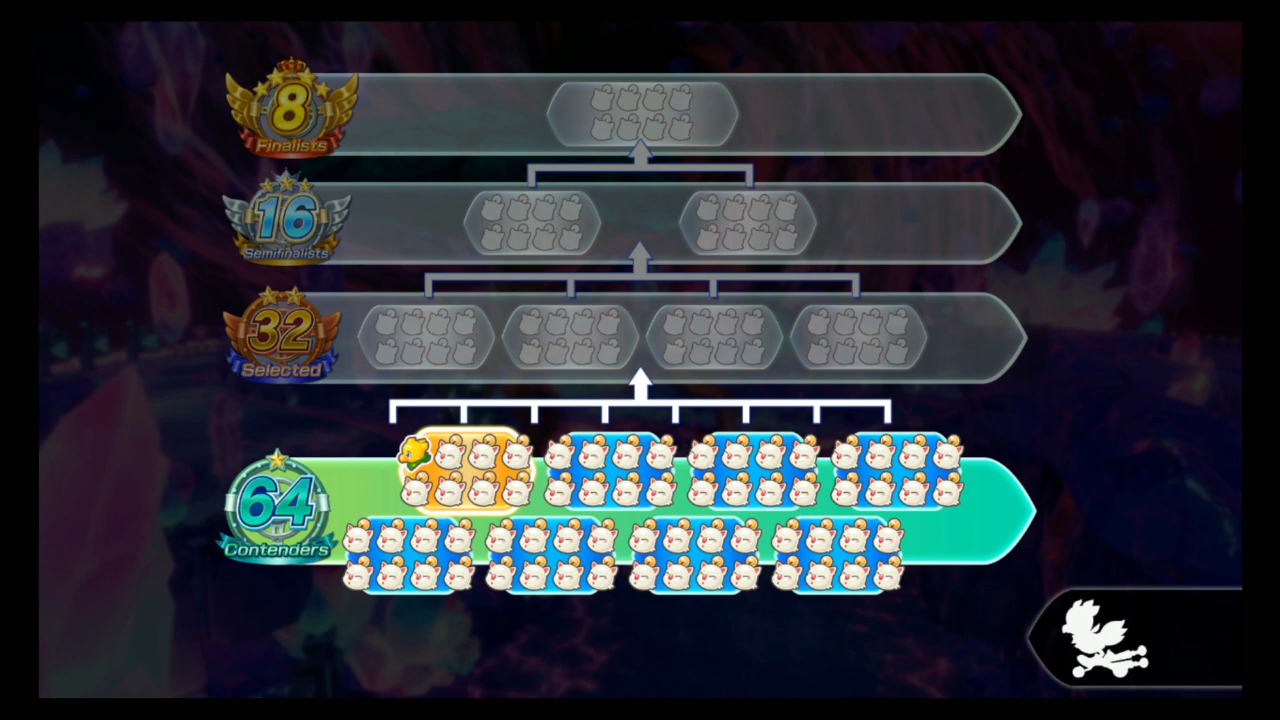 8
Finalists
16
Semifinalists
32
Selected
64
Contenders